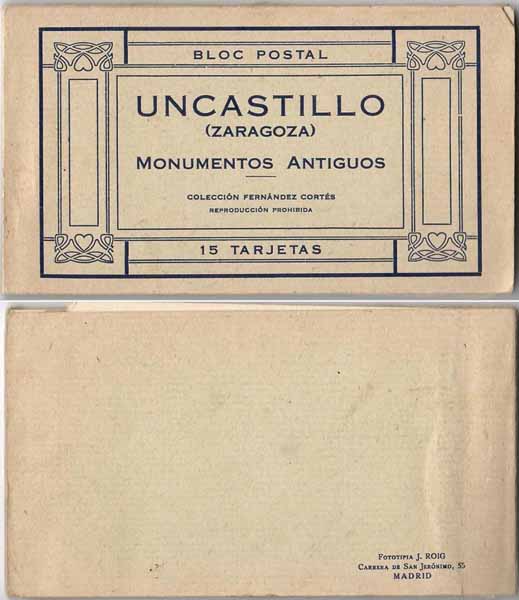 BLOC POSTAL
UNCASTILLO
(ZARAGOZA)
MONUMENTOS ANTIGUOS
COLECCIÓN FERNÁNDEZ CORTÉS
REPRODUCCIÓN PROHIBIDA
15 TARJETAS
FOTOTIPIA J. ROIG
CARRERA DE SAN JERÓNIMO, 55
MADRID